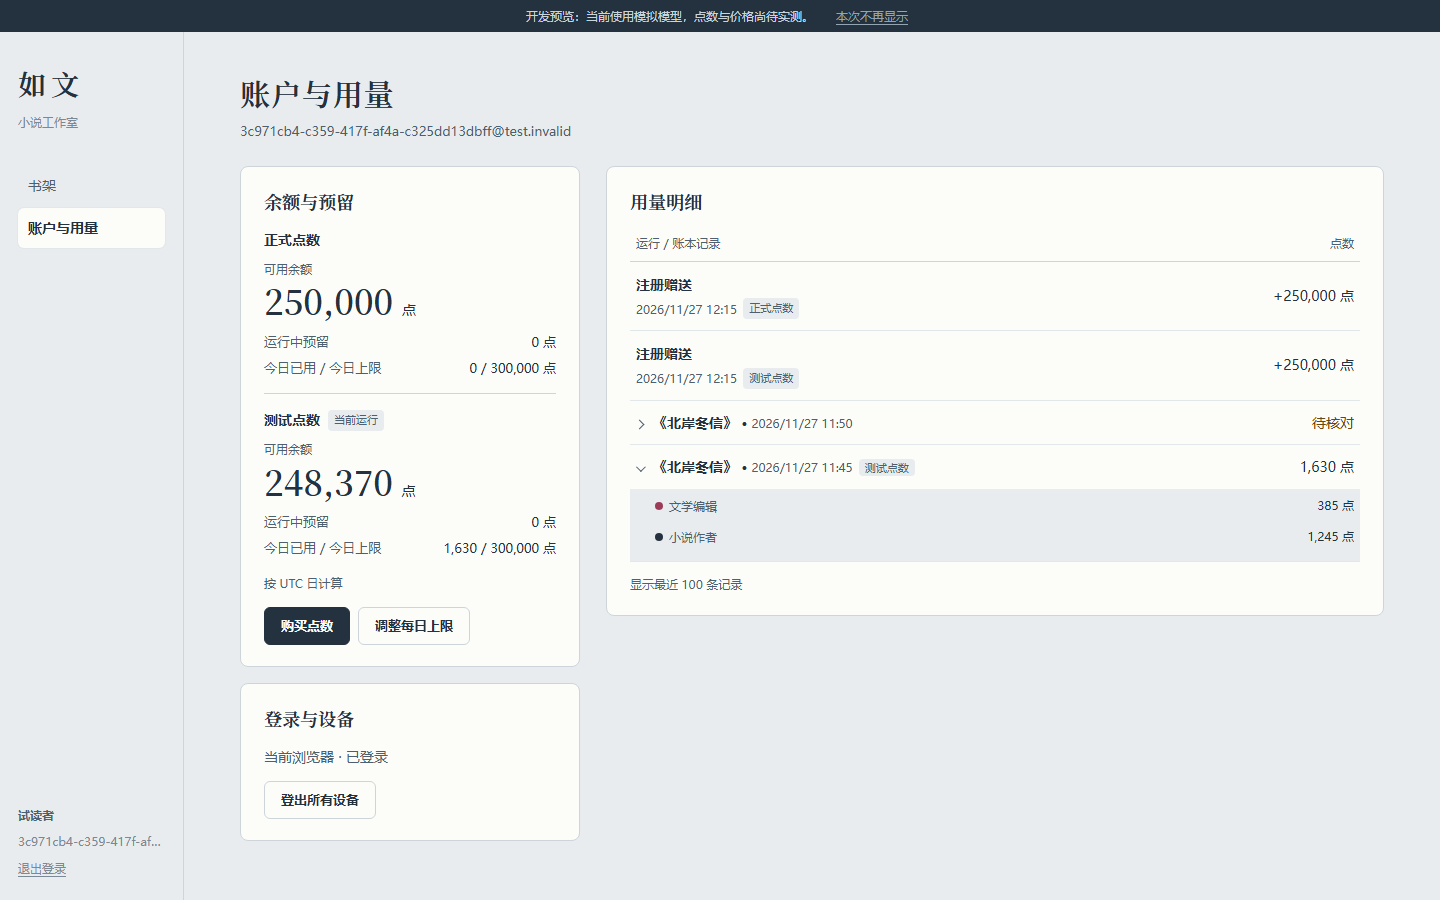 开发预览：当前使用模拟模型，点数与价格尚待实测。 本次不再显示
如文
小说工作室
书架
账户与用量
试读者
3c971cb4-c359-417f-af...
退出登录
账户与用量
3c971cb4-c359-417f-af4a-c325dd13dbff@test.invalid
余额与预留
正式点数
可用余额
250,000 点
运行中预留 0 点
今日已用 / 今日上限 0 / 300,000 点
测试点数 当前运行
可用余额
248,370 点
运行中预留 0 点
今日已用 / 今日上限 1,630 / 300,000 点
按 UTC 日计算
购买点数 调整每日上限
登录与设备
当前浏览器 · 已登录
登出所有设备
用量明细
运行 / 账本记录 点数
注册赠送
2026/11/27 12:15 正式点数
+250,000 点
注册赠送
2026/11/27 12:15 测试点数
+250,000 点
《北岸冬信》 • 2026/11/27 11:50 待核对
《北岸冬信》 • 2026/11/27 11:45 测试点数 1,630 点
文学编辑 385 点
小说作者 1,245 点
显示最近 100 条记录